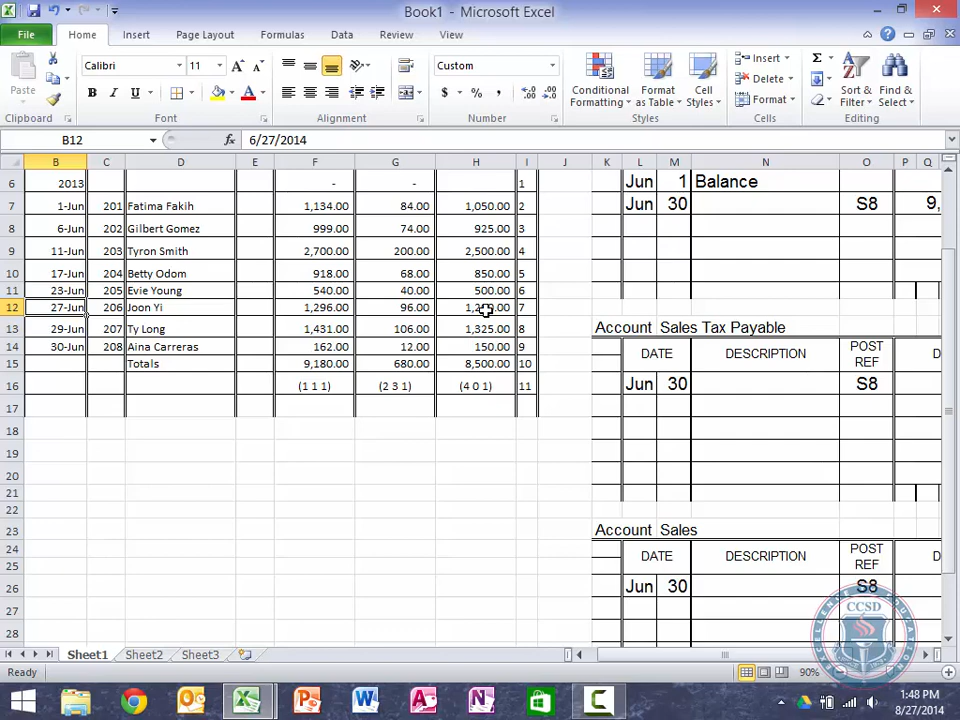 Book1 - Microsoft Excel
File Home Insert Page Layout Formulas Data Review View
Calibri 11 Custom
Paste
B I U
$ % ,
Conditional Formatting
Format as Table
Cell Styles
Insert
Delete
Format
Sort & Filter
Find & Select
Clipboard Font Alignment Number Styles Cells Editing
B12 fx 6/27/2014
B C D E F G H I J K L M N O P Q
6 2013 - - 1 Jun 1 Balance
7 1-Jun 201 Fatima Fakih 1,134.00 84.00 1,050.00 2 Jun 30 S8 9,
8 6-Jun 202 Gilbert Gomez 999.00 74.00 925.00 3
9 11-Jun 203 Tyron Smith 2,700.00 200.00 2,500.00 4
10 17-Jun 204 Betty Odom 918.00 68.00 850.00 5
11 23-Jun 205 Evie Young 540.00 40.00 500.00 6
12 27-Jun 206 Joon Yi 1,296.00 96.00 7
13 29-Jun 207 Ty Long 1,431.00 106.00 1,325.00 8 Account Sales Tax Payable
14 30-Jun 208 Aina Carreras 162.00 12.00 150.00 9 DATE DESCRIPTION POST REF D
15 Totals 9,180.00 680.00 8,500.00 10
16 (1 1 1) (2 3 1) (4 0 1) 11 Jun 30 S8
17
18
19
20
21
22
23 Account Sales
24 DATE DESCRIPTION POST REF D
25
26 Jun 30 S8
27
28
EXCELLENCE IN EDUCATION
CCSD
Sheet1 Sheet2 Sheet3
Ready 90%
1:48 PM
8/27/2014